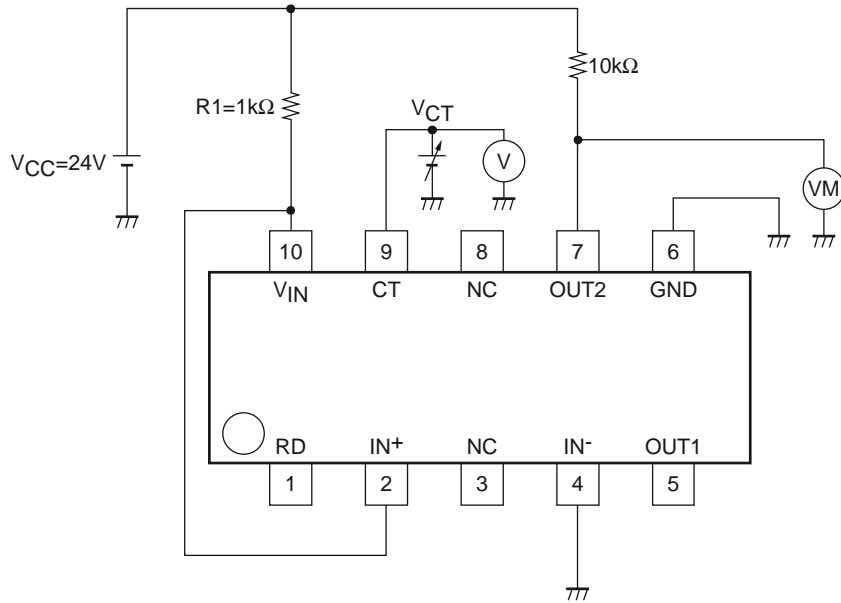 10kΩ
R1=1kΩ
VCT
VCC=24V
V
VM
10 9 8 7 6
VIN CT NC OUT2 GND
RD IN+ NC IN- OUT1
1 2 3 4 5